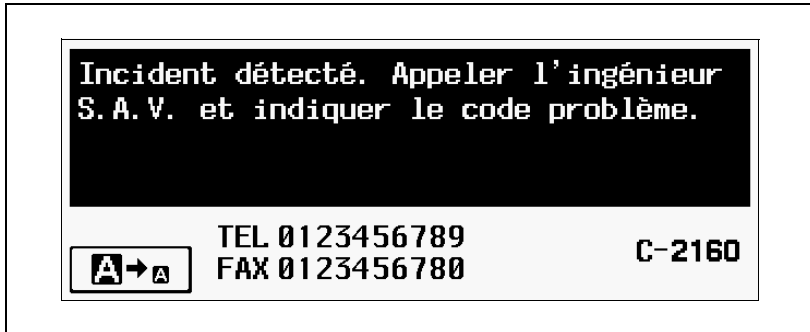 Incident détecté. Appeler l'ingénieur
S.A.V. et indiquer le code problème.
TEL 0123456789
FAX 0123456780
C-2160
A→A